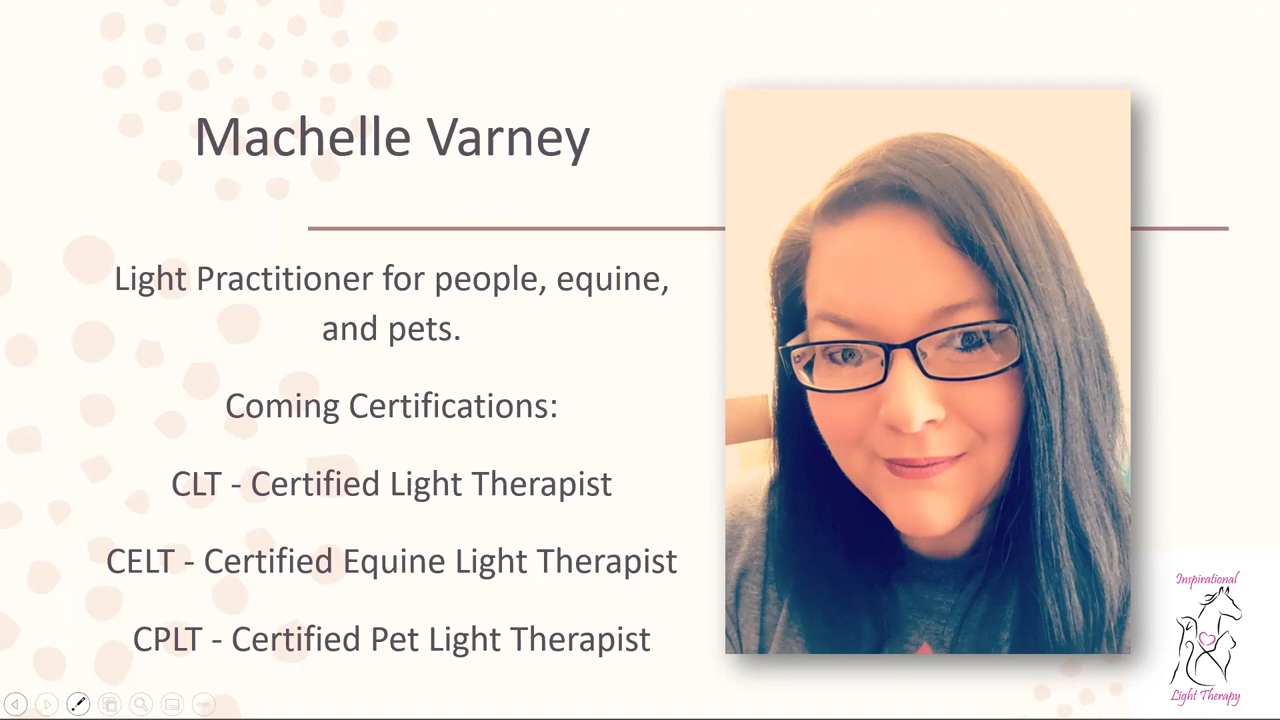 Machelle Varney
Light Practitioner for people, equine,
and pets.
Coming Certifications:
CLT - Certified Light Therapist
CELT - Certified Equine Light Therapist
CPLT - Certified Pet Light Therapist
Inspirational
Light Therapy